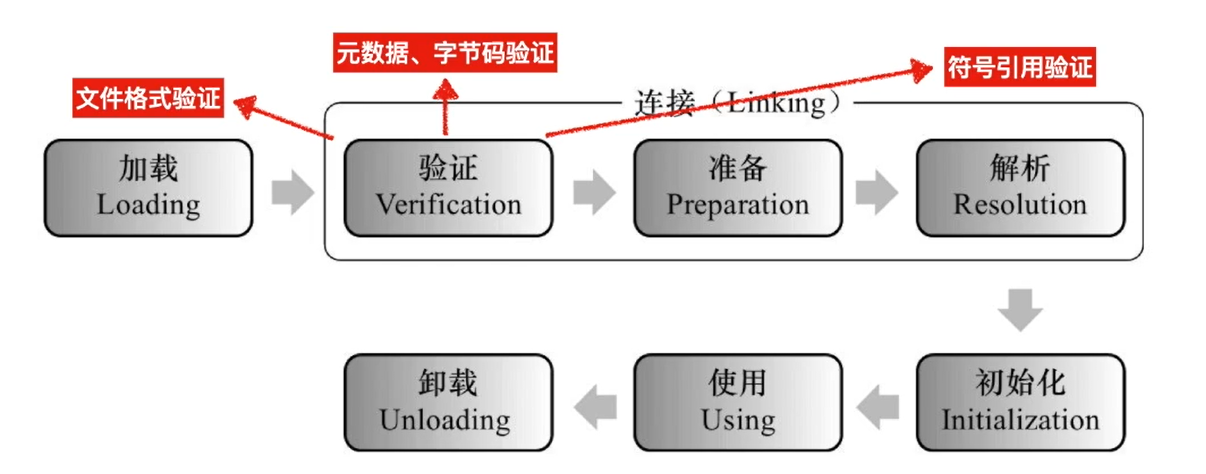 元数据、字节码验证
文件格式验证
符号引用验证
连接（Linking）
加载
Loading
验证
Verification
准备
Preparation
解析
Resolution
卸载
Unloading
使用
Using
初始化
Initialization